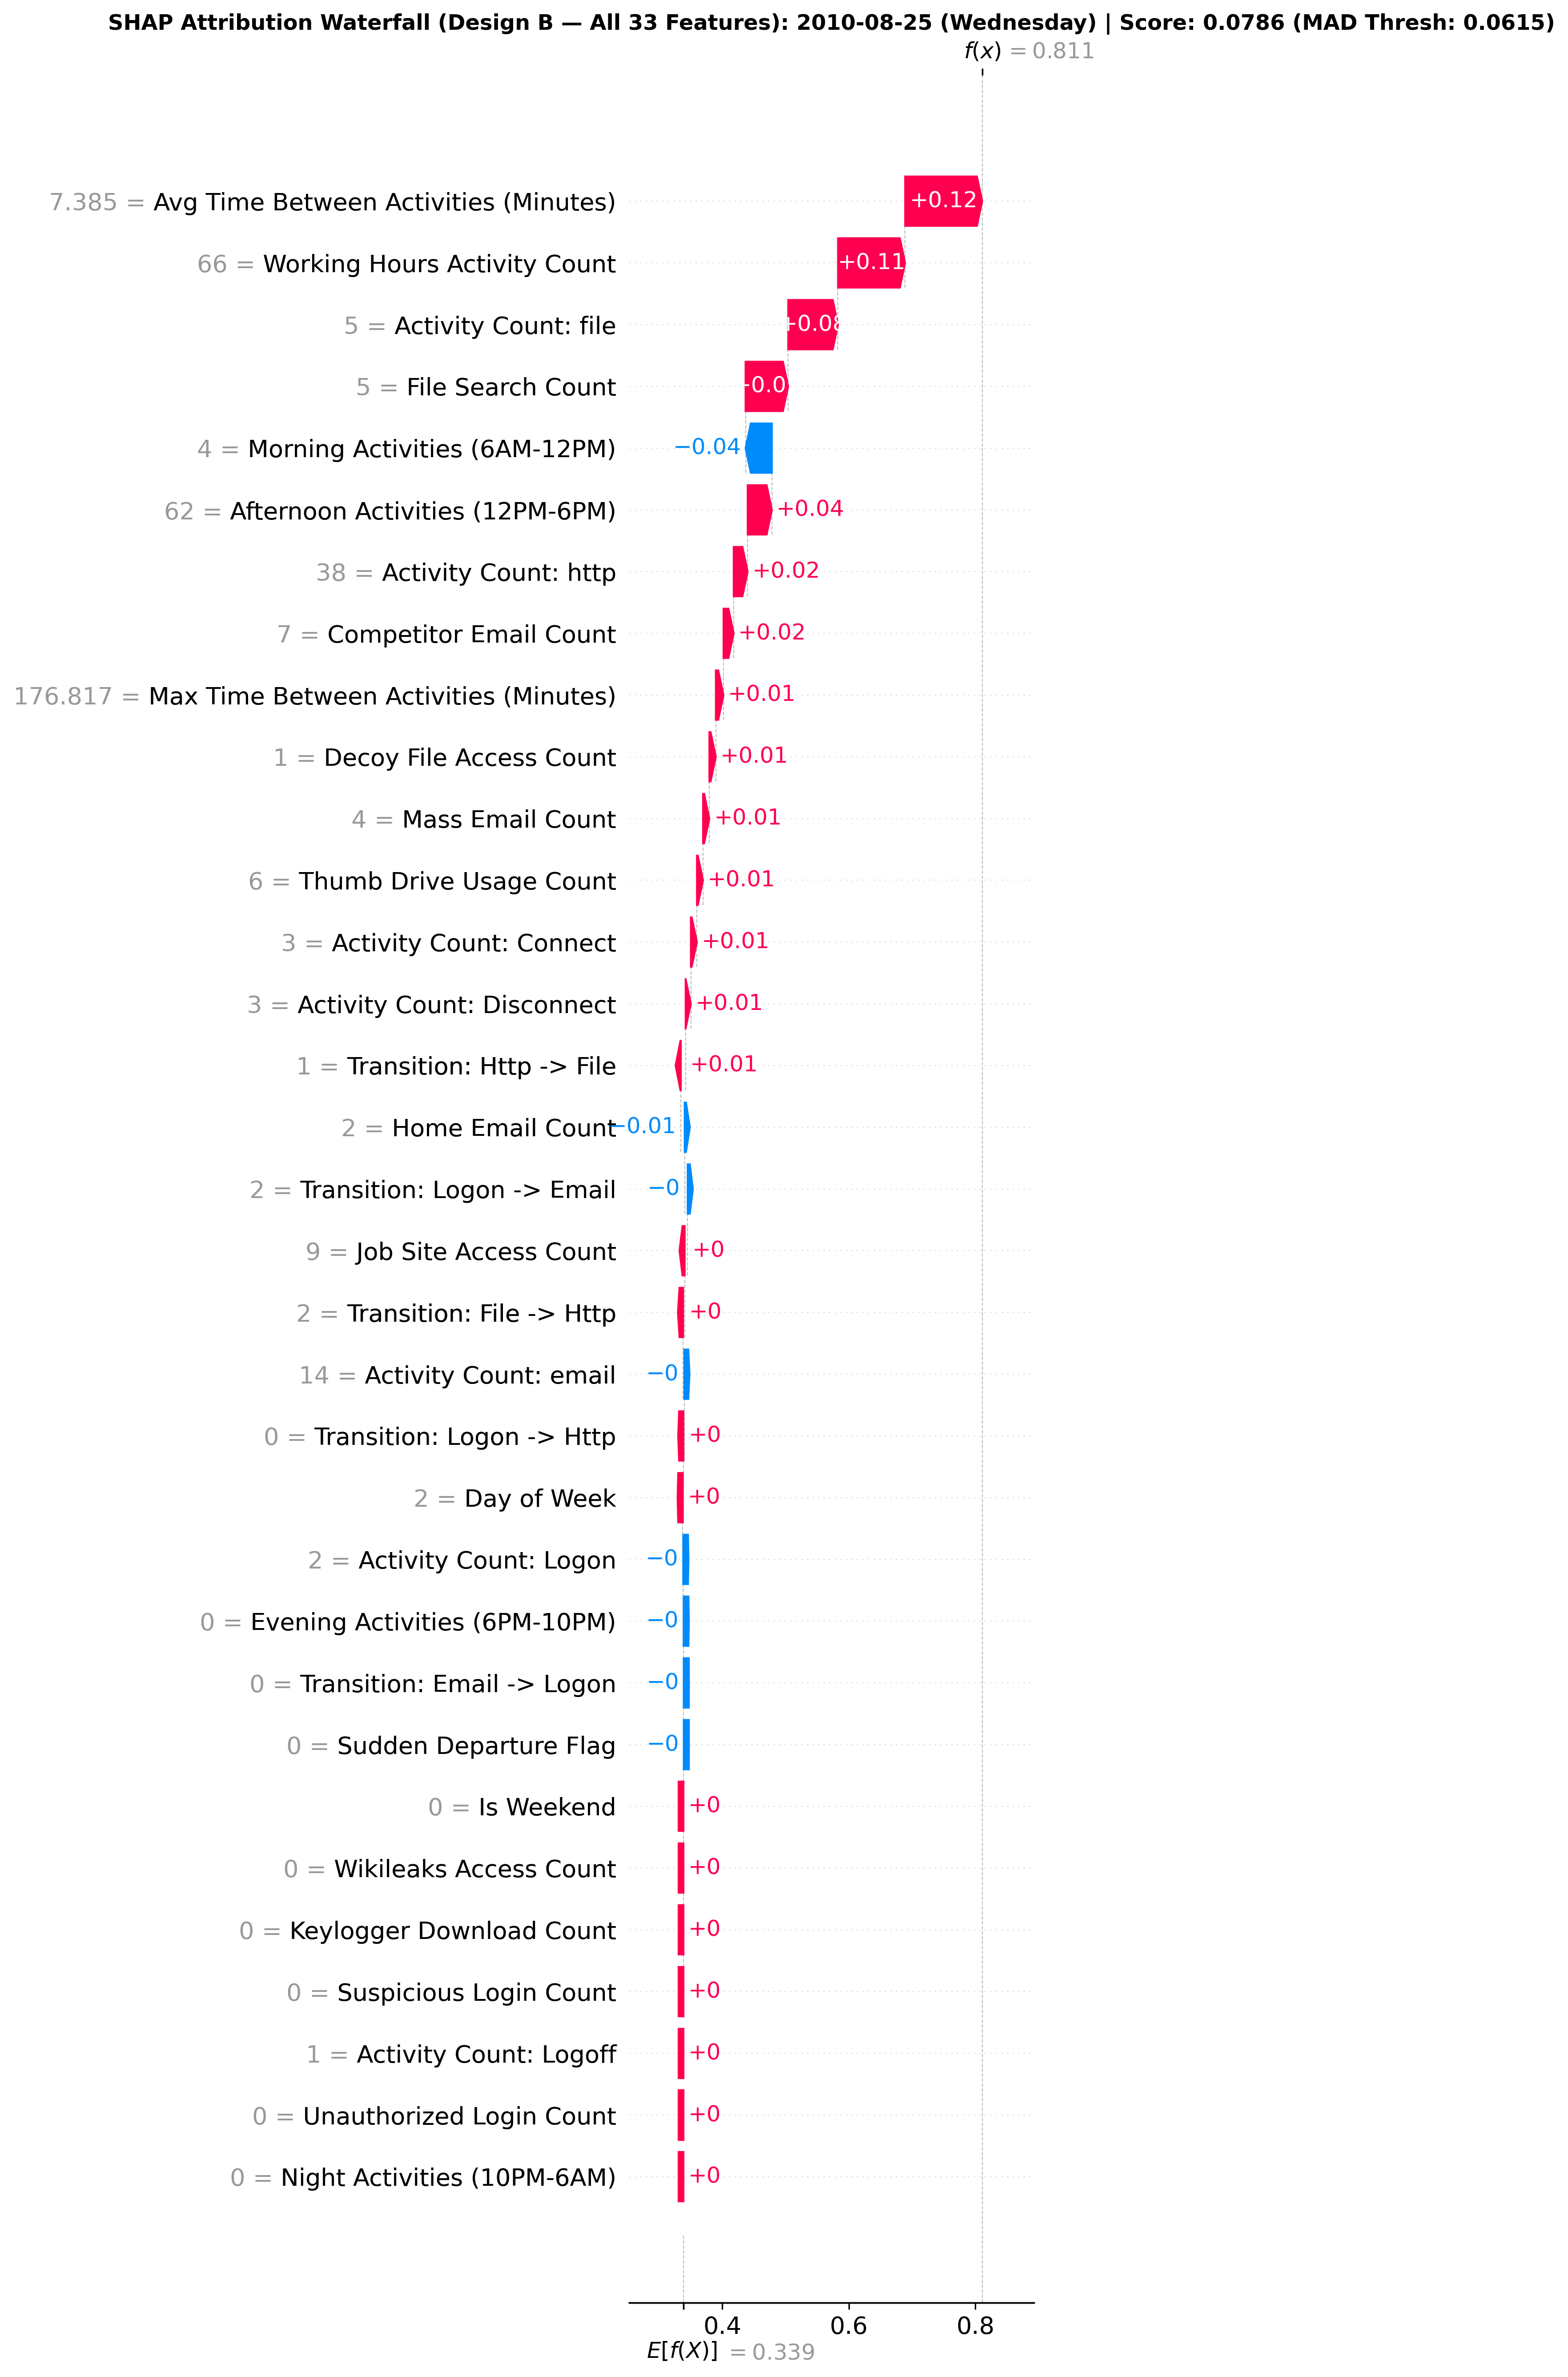 SHAP Attribution Waterfall (Design B — All 33 Features): 2010-08-25 (Wednesday) | Score: 0.0786 (MAD Thresh: 0.0615)
f(x) = 0.811
7.385 = Avg Time Between Activities (Minutes) +0.12
66 = Working Hours Activity Count +0.11
5 = Activity Count: file +0.08
5 = File Search Count
4 = Morning Activities (6AM-12PM) −0.04
62 = Afternoon Activities (12PM-6PM) +0.04
38 = Activity Count: http +0.02
7 = Competitor Email Count +0.02
176.817 = Max Time Between Activities (Minutes) +0.01
1 = Decoy File Access Count +0.01
4 = Mass Email Count +0.01
6 = Thumb Drive Usage Count +0.01
3 = Activity Count: Connect +0.01
3 = Activity Count: Disconnect +0.01
1 = Transition: Http -> File +0.01
2 = Home Email Count −0.01
2 = Transition: Logon -> Email −0
9 = Job Site Access Count +0
2 = Transition: File -> Http +0
14 = Activity Count: email −0
0 = Transition: Logon -> Http +0
2 = Day of Week +0
2 = Activity Count: Logon −0
0 = Evening Activities (6PM-10PM) −0
0 = Transition: Email -> Logon −0
0 = Sudden Departure Flag −0
0 = Is Weekend +0
0 = Wikileaks Access Count +0
0 = Keylogger Download Count +0
0 = Suspicious Login Count +0
1 = Activity Count: Logoff +0
0 = Unauthorized Login Count +0
0 = Night Activities (10PM-6AM) +0
0.4 0.6 0.8
E[f(X)] = 0.339